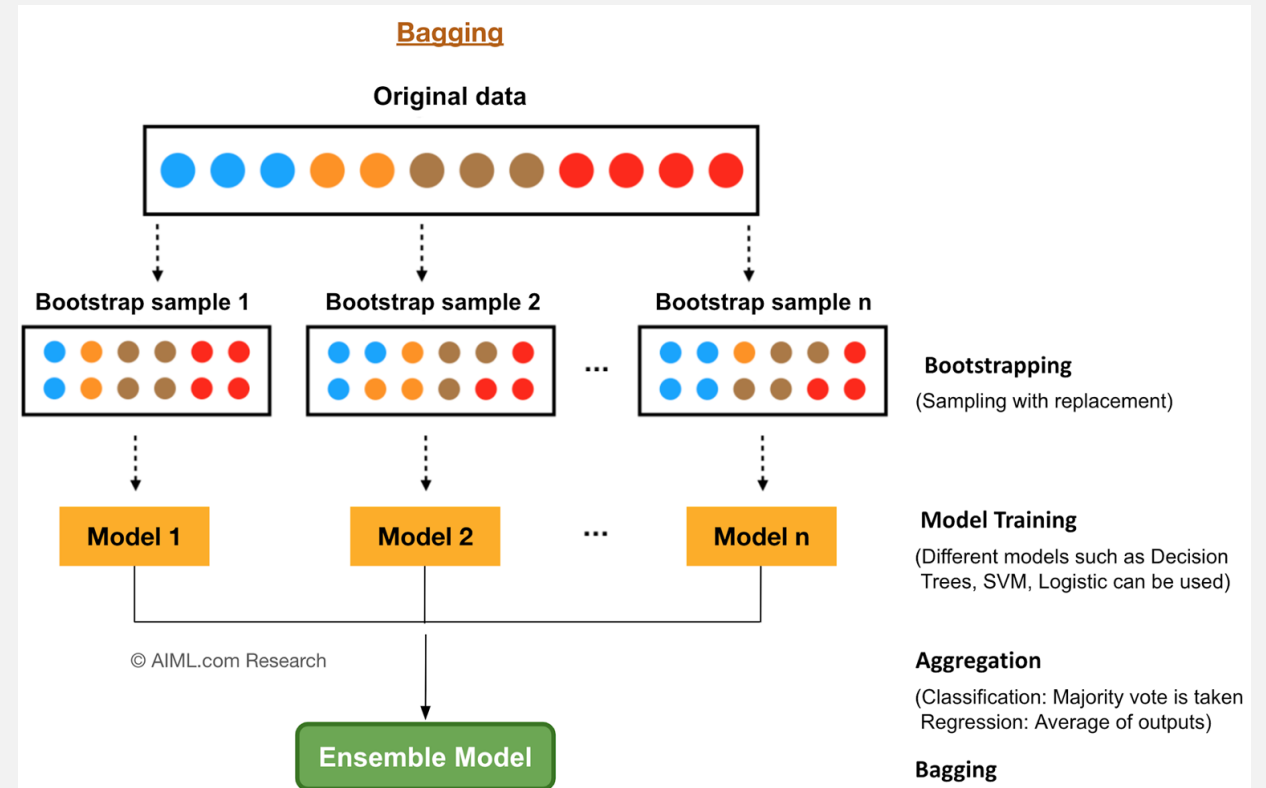 Bagging
Original data
Bootstrap sample 1
Bootstrap sample 2
Bootstrap sample n
...
Bootstrapping
(Sampling with replacement)
Model 1
Model 2
...
Model n
Model Training
(Different models such as Decision
Trees, SVM, Logistic can be used)
© AIML.com Research
Aggregation
(Classification: Majority vote is taken
Regression: Average of outputs)
Ensemble Model
Bagging